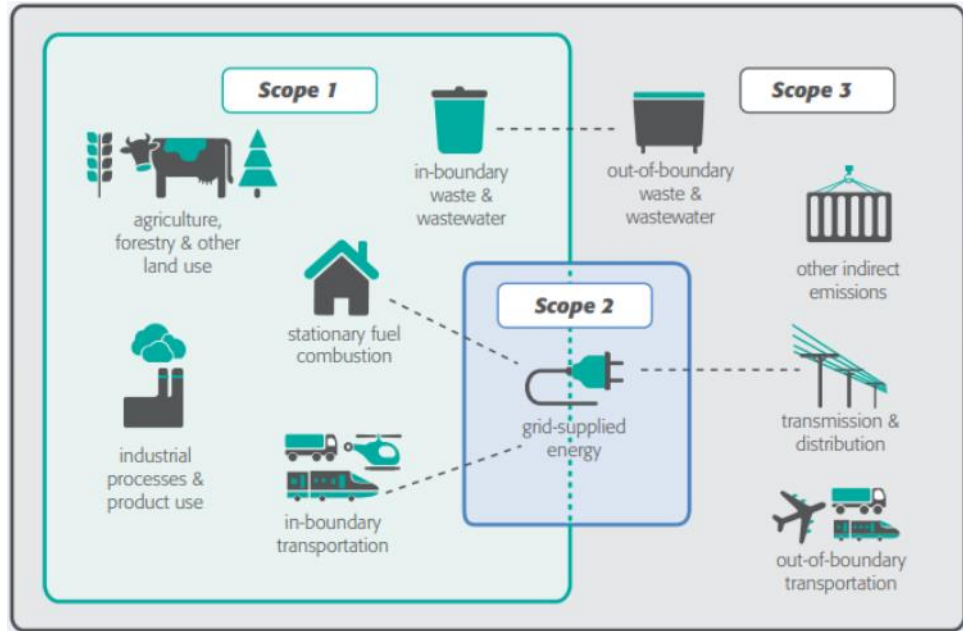 Scope 1
Scope 3
in-boundary
waste &
wastewater
out-of-boundary
waste &
wastewater
agriculture,
forestry & other
land use
other indirect
emissions
Scope 2
stationary fuel
combustion
grid-supplied
energy
transmission &
distribution
industrial
processes &
product use
in-boundary
transportation
out-of-boundary
transportation